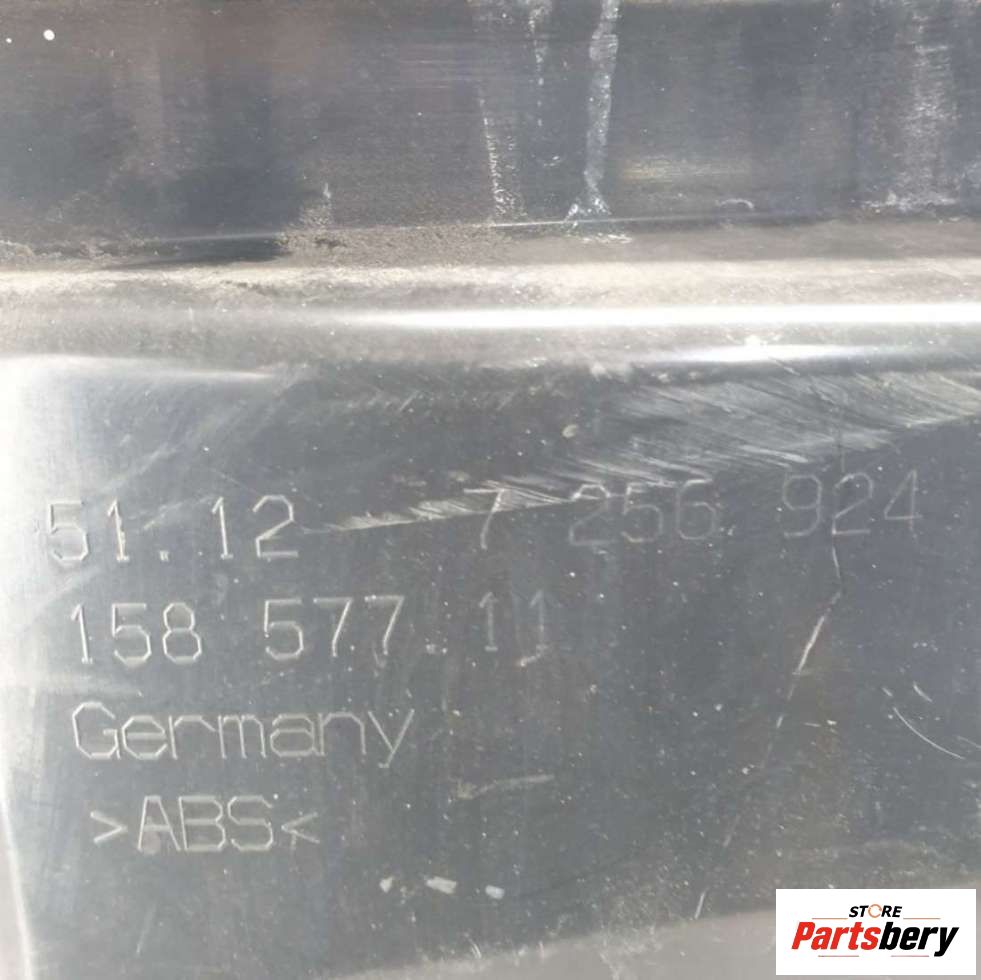 51.12 7 256 924
158 577.11
Germany
>ABS<
STORE
Partsbery